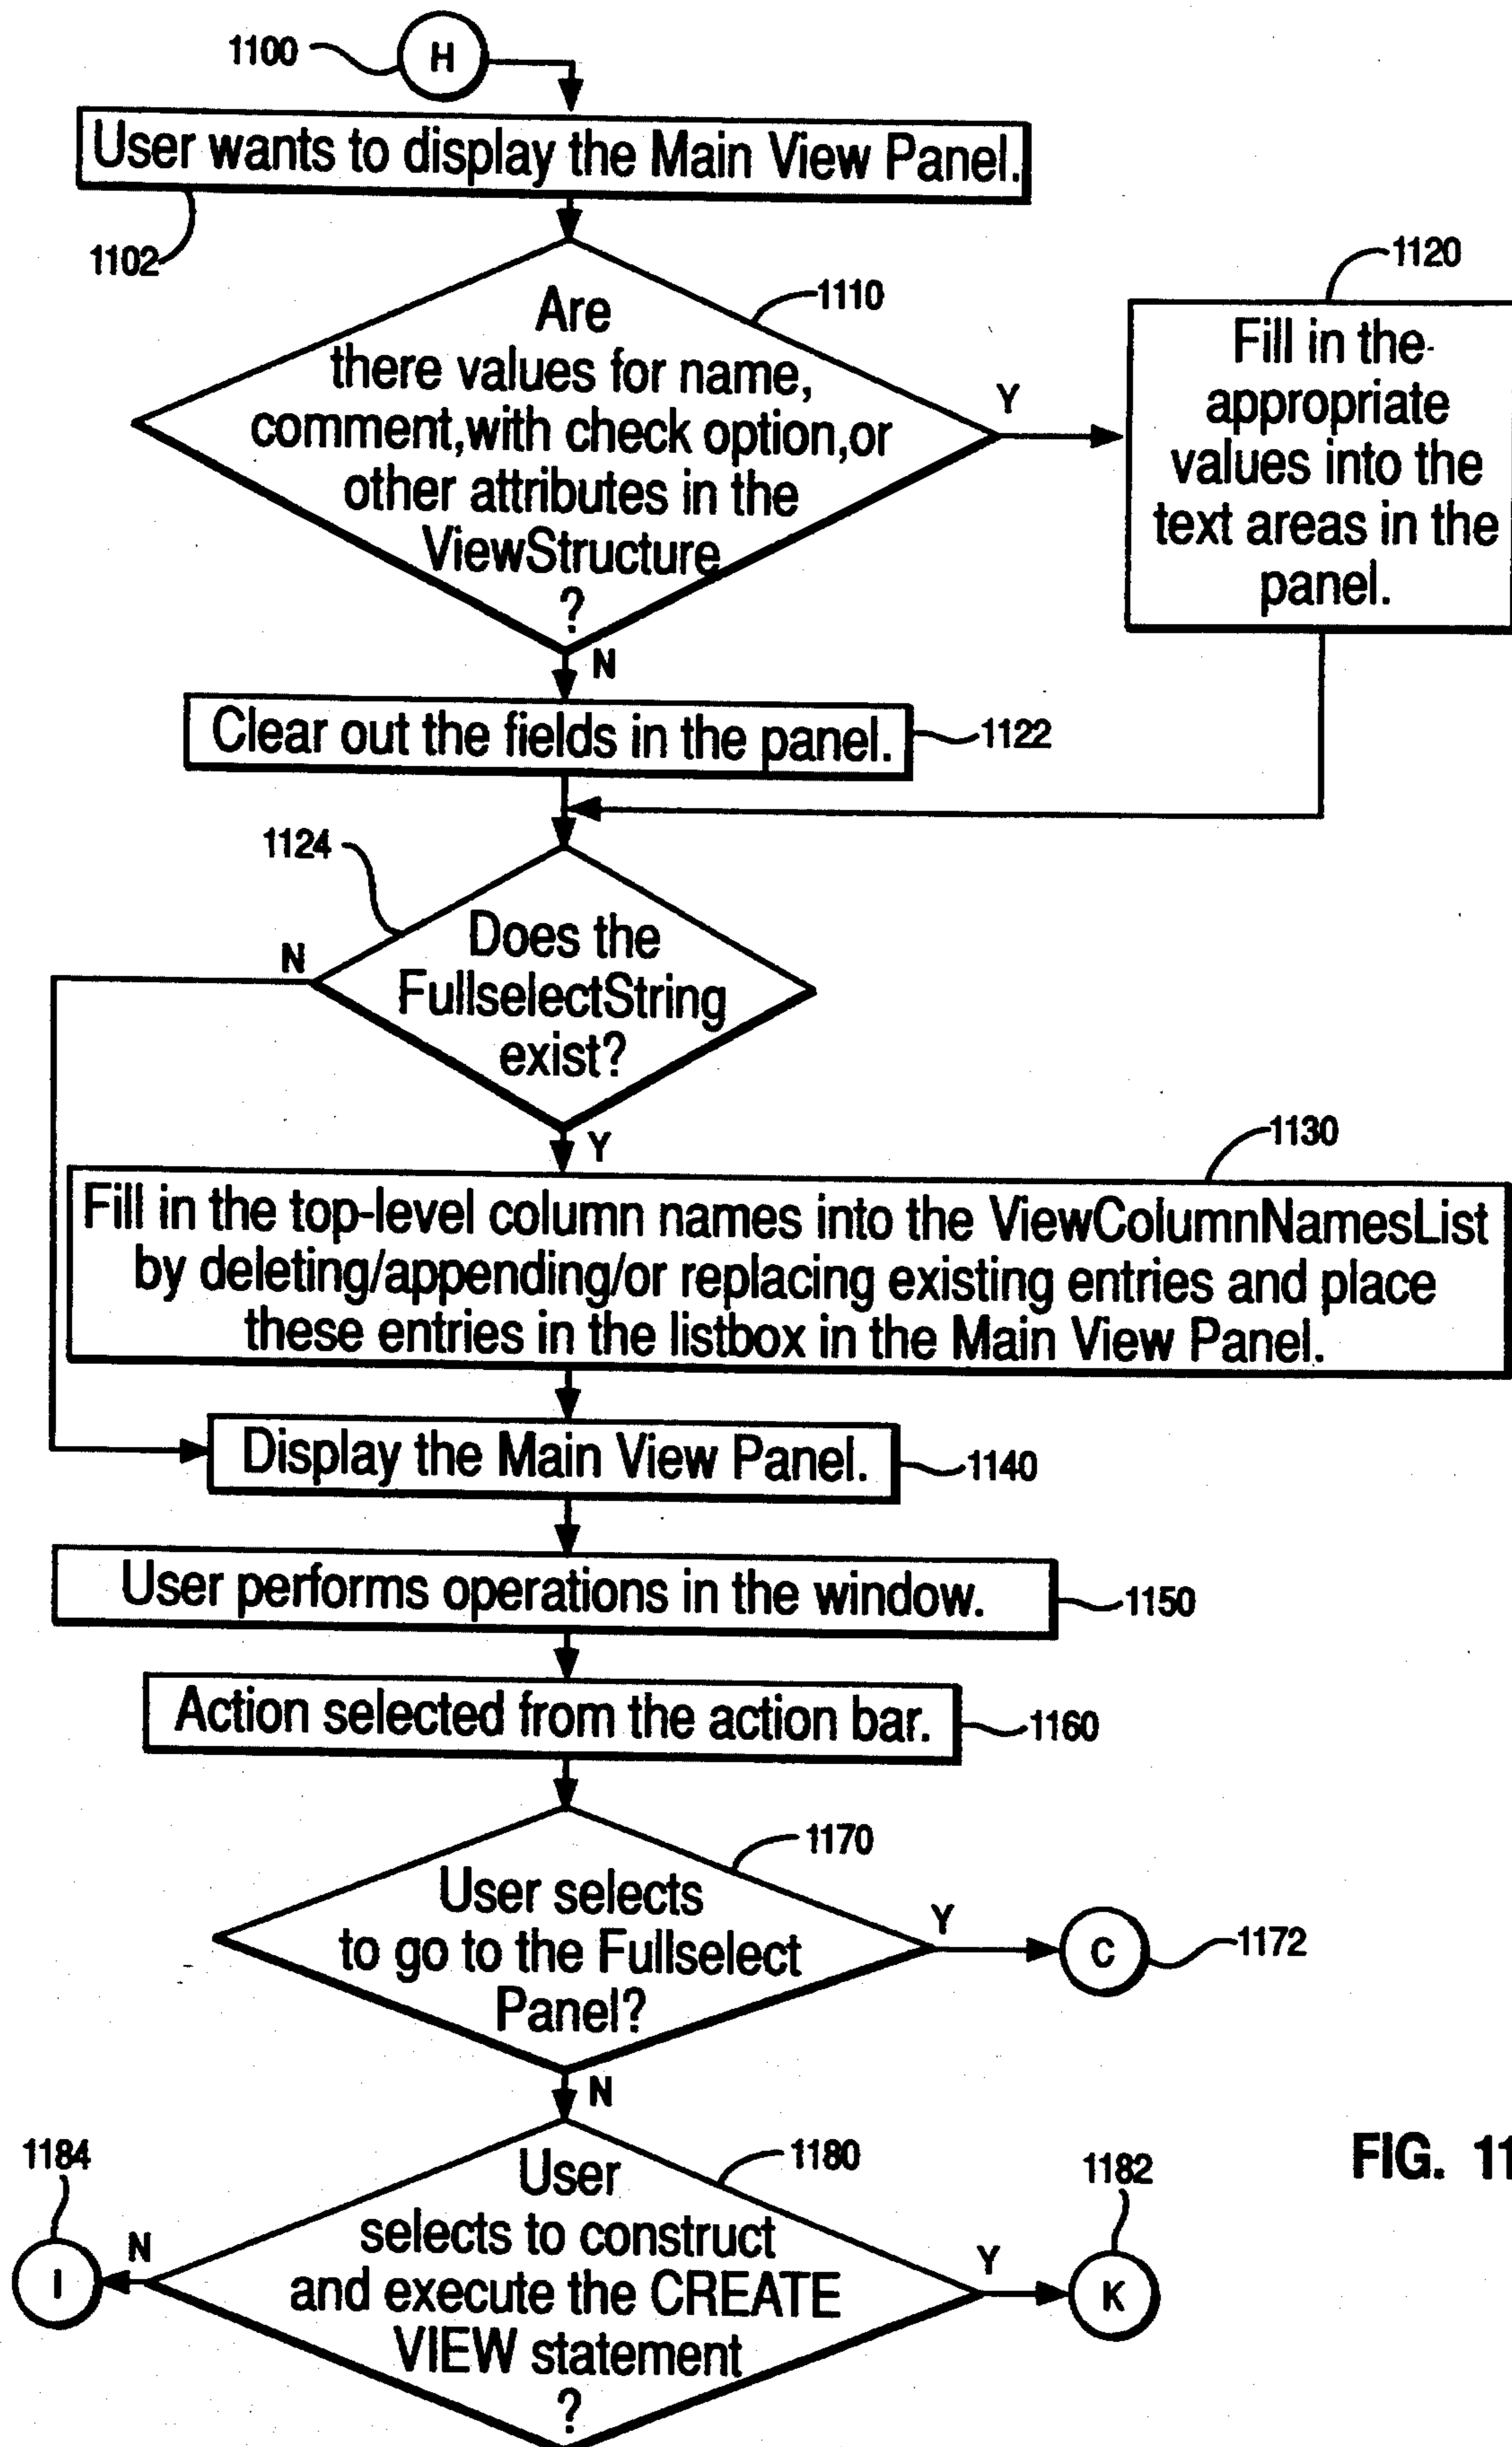 1100
H
User wants to display the Main View Panel.
1102
Are
there values for name,
comment,with check option,or
other attributes in the
ViewStructure
?
1110
Y
1120
Fill in the
appropriate
values into the
text areas in the
panel.
N
Clear out the fields in the panel.
1122
1124
Does the
FullselectString
exist?
N
Y
1130
Fill in the top-level column names into the ViewColumnNamesList
by deleting/appending/or replacing existing entries and place
these entries in the listbox in the Main View Panel.
Display the Main View Panel.
1140
User performs operations in the window.
1150
Action selected from the action bar.
1160
User selects
to go to the Fullselect
Panel?
1170
Y
C
1172
N
User
selects to construct
and execute the CREATE
VIEW statement
?
1180
1184
N
I
Y
1182
K
FIG. 11